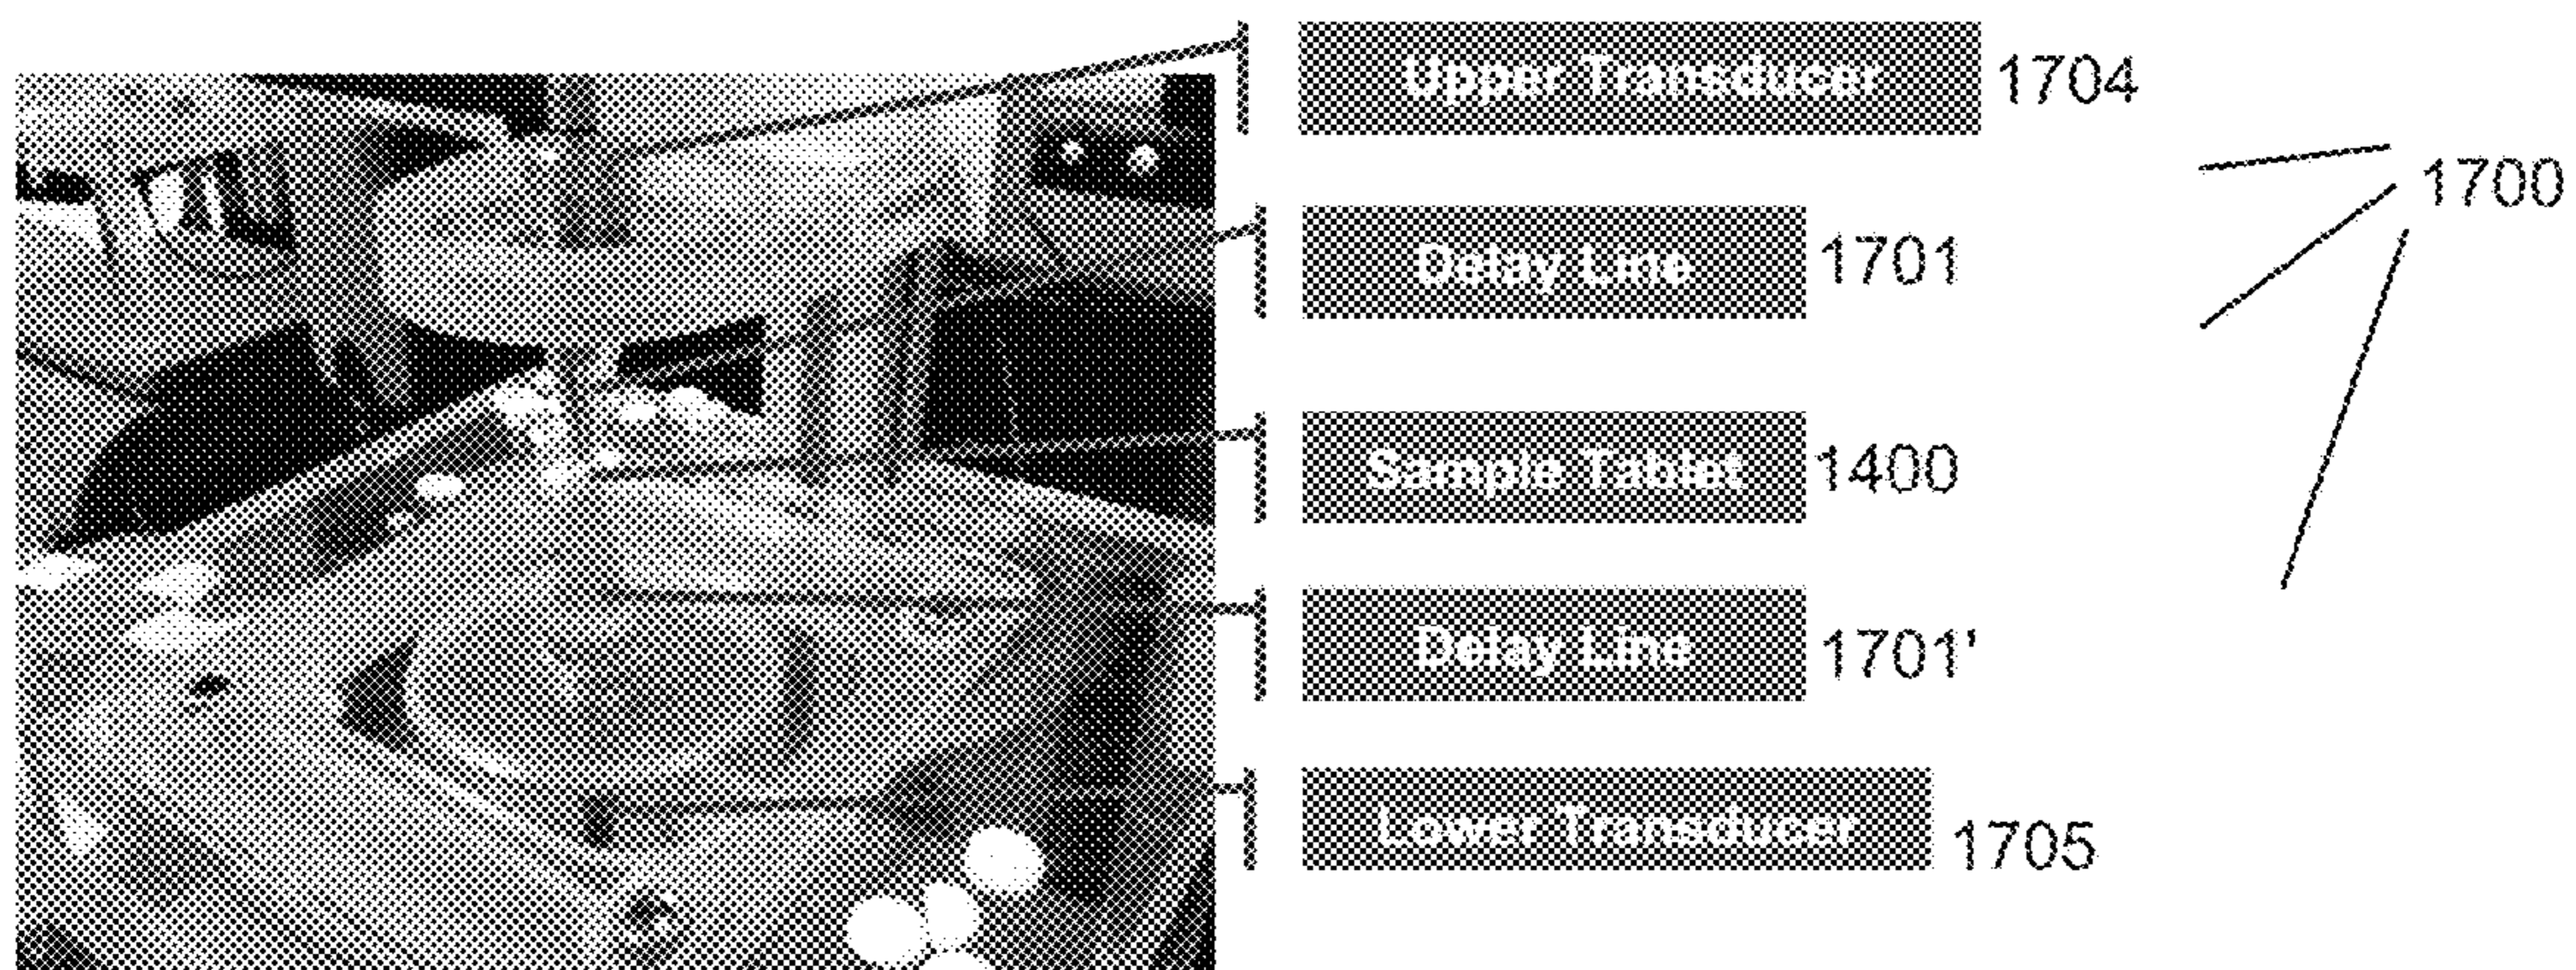 Upper Transducer 1704
1700
Delay Line 1701
Sample Tablet 1400
Delay Line 1701'
Lower Transducer 1705